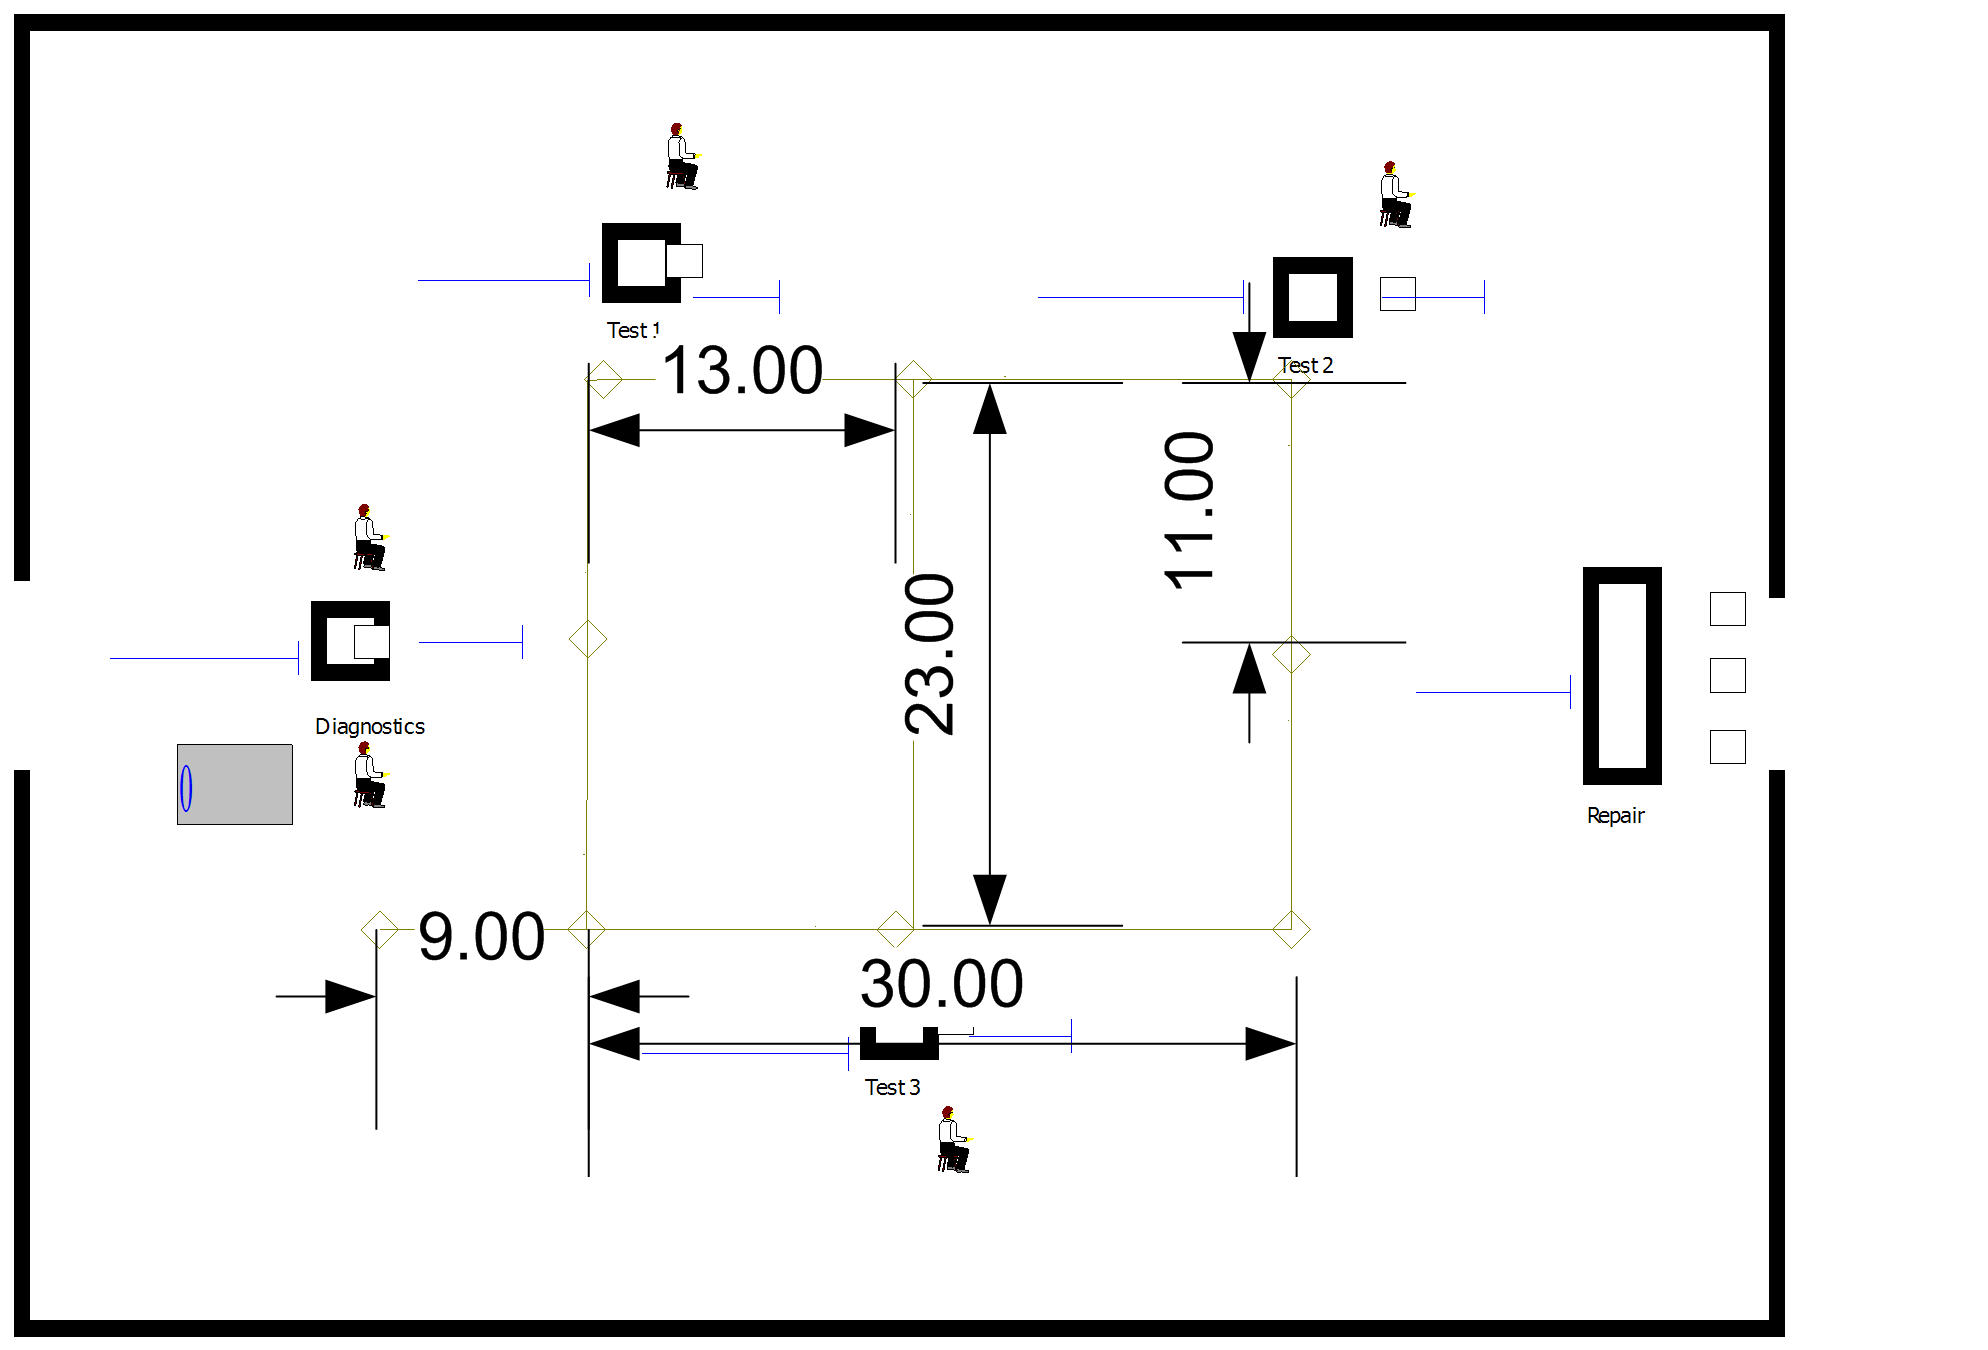 Test 1
13.00
Test 2
11.00
23.00
Diagnostics
Repair
9.00
30.00
Test 3